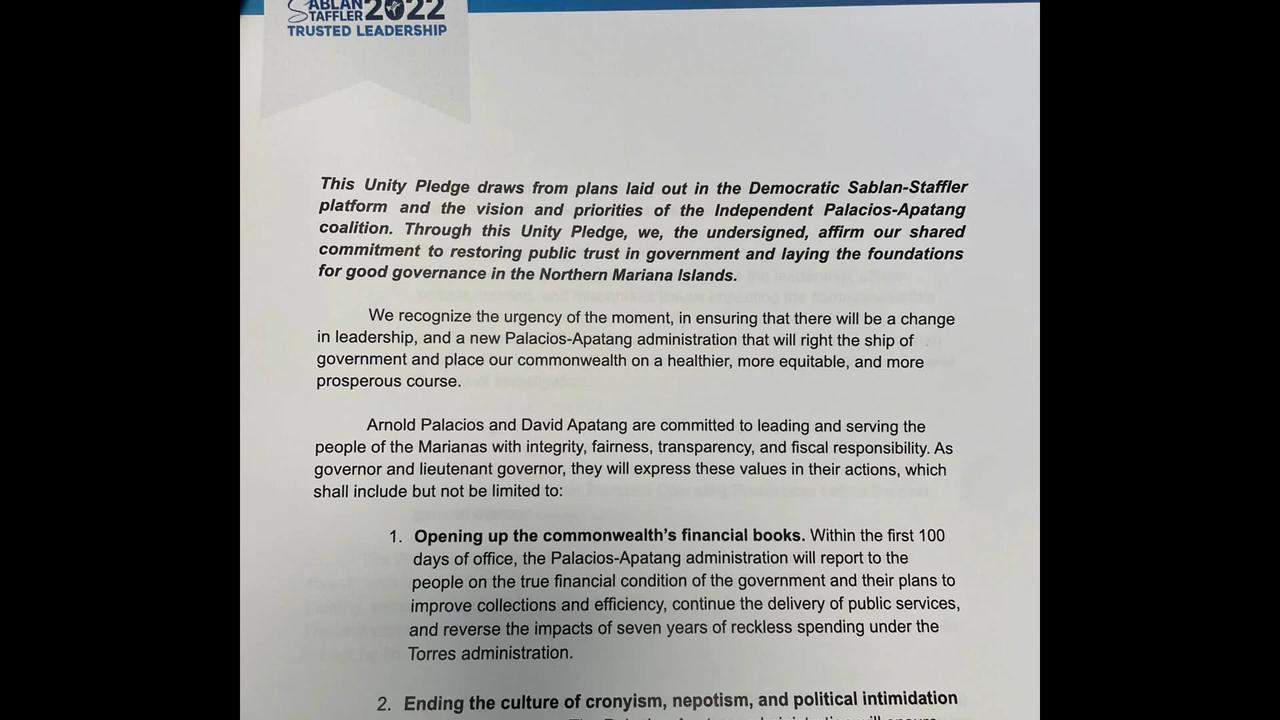 SABLAN 2022
STAFFLER
TRUSTED LEADERSHIP
This Unity Pledge draws from plans laid out in the Democratic Sablan-Staffler
platform and the vision and priorities of the Independent Palacios-Apatang
coalition. Through this Unity Pledge, we, the undersigned, affirm our shared
commitment to restoring public trust in government and laying the foundations
for good governance in the Northern Mariana Islands.
We recognize the urgency of the moment, in ensuring that there will be a change
in leadership, and a new Palacios-Apatang administration that will right the ship of
government and place our commonwealth on a healthier, more equitable, and more
prosperous course.
Arnold Palacios and David Apatang are committed to leading and serving the
people of the Marianas with integrity, fairness, transparency, and fiscal responsibility. As
governor and lieutenant governor, they will express these values in their actions, which
shall include but not be limited to:
1. Opening up the commonwealth's financial books. Within the first 100
days of office, the Palacios-Apatang administration will report to the
people on the true financial condition of the government and their plans to
improve collections and efficiency, continue the delivery of public services,
and reverse the impacts of seven years of reckless spending under the
Torres administration.
2. Ending the culture of cronyism, nepotism, and political intimidation